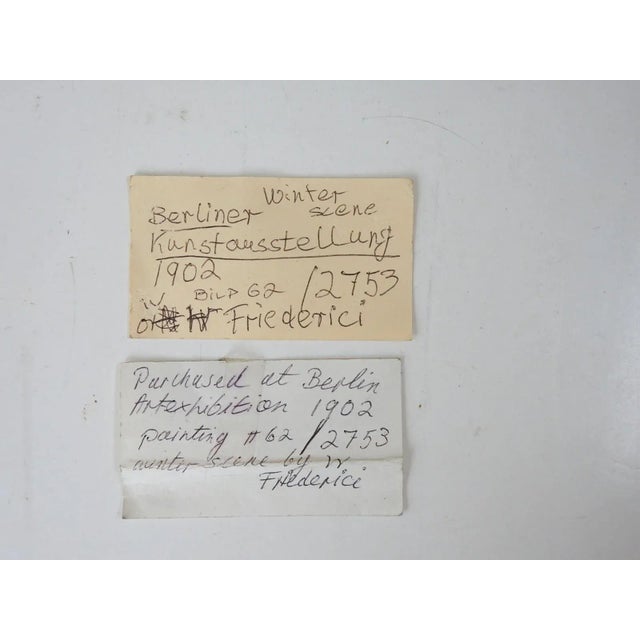 Winter
Berliner scene
Kunstausstellung
1902
BILD 62 /2753
W Friederici
Purchased at Berlin
Artexhibition 1902
painting #62 /2753
winter scene by W
Friederici